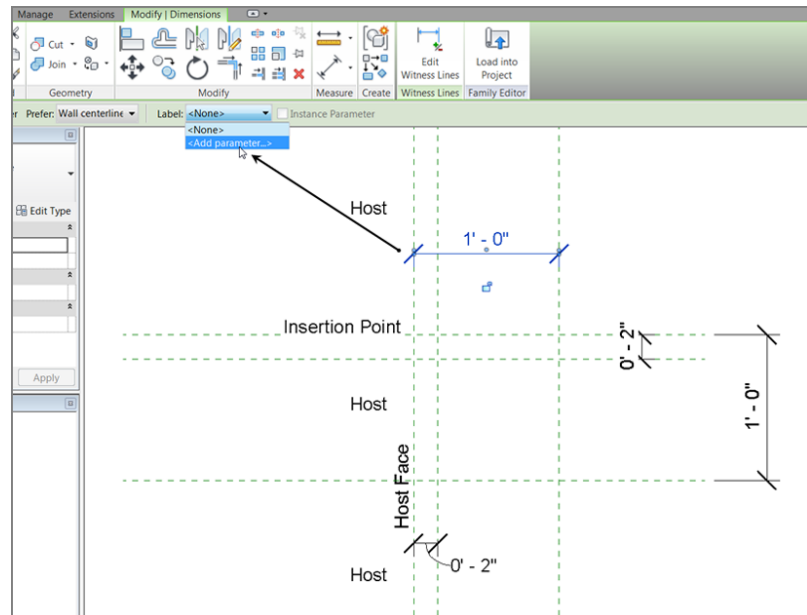 Manage Extensions Modify | Dimensions
Cut
Join
Edit
Witness Lines
Load into
Project
Geometry Modify Measure Create Witness Lines Family Editor
Prefer: Wall centerline Label: <None> Instance Parameter
<None>
<Add parameter...>
Edit Type
Host
1' - 0"
Insertion Point
0' - 2"
Apply
Host
1' - 0"
Host Face
0' - 2"
Host